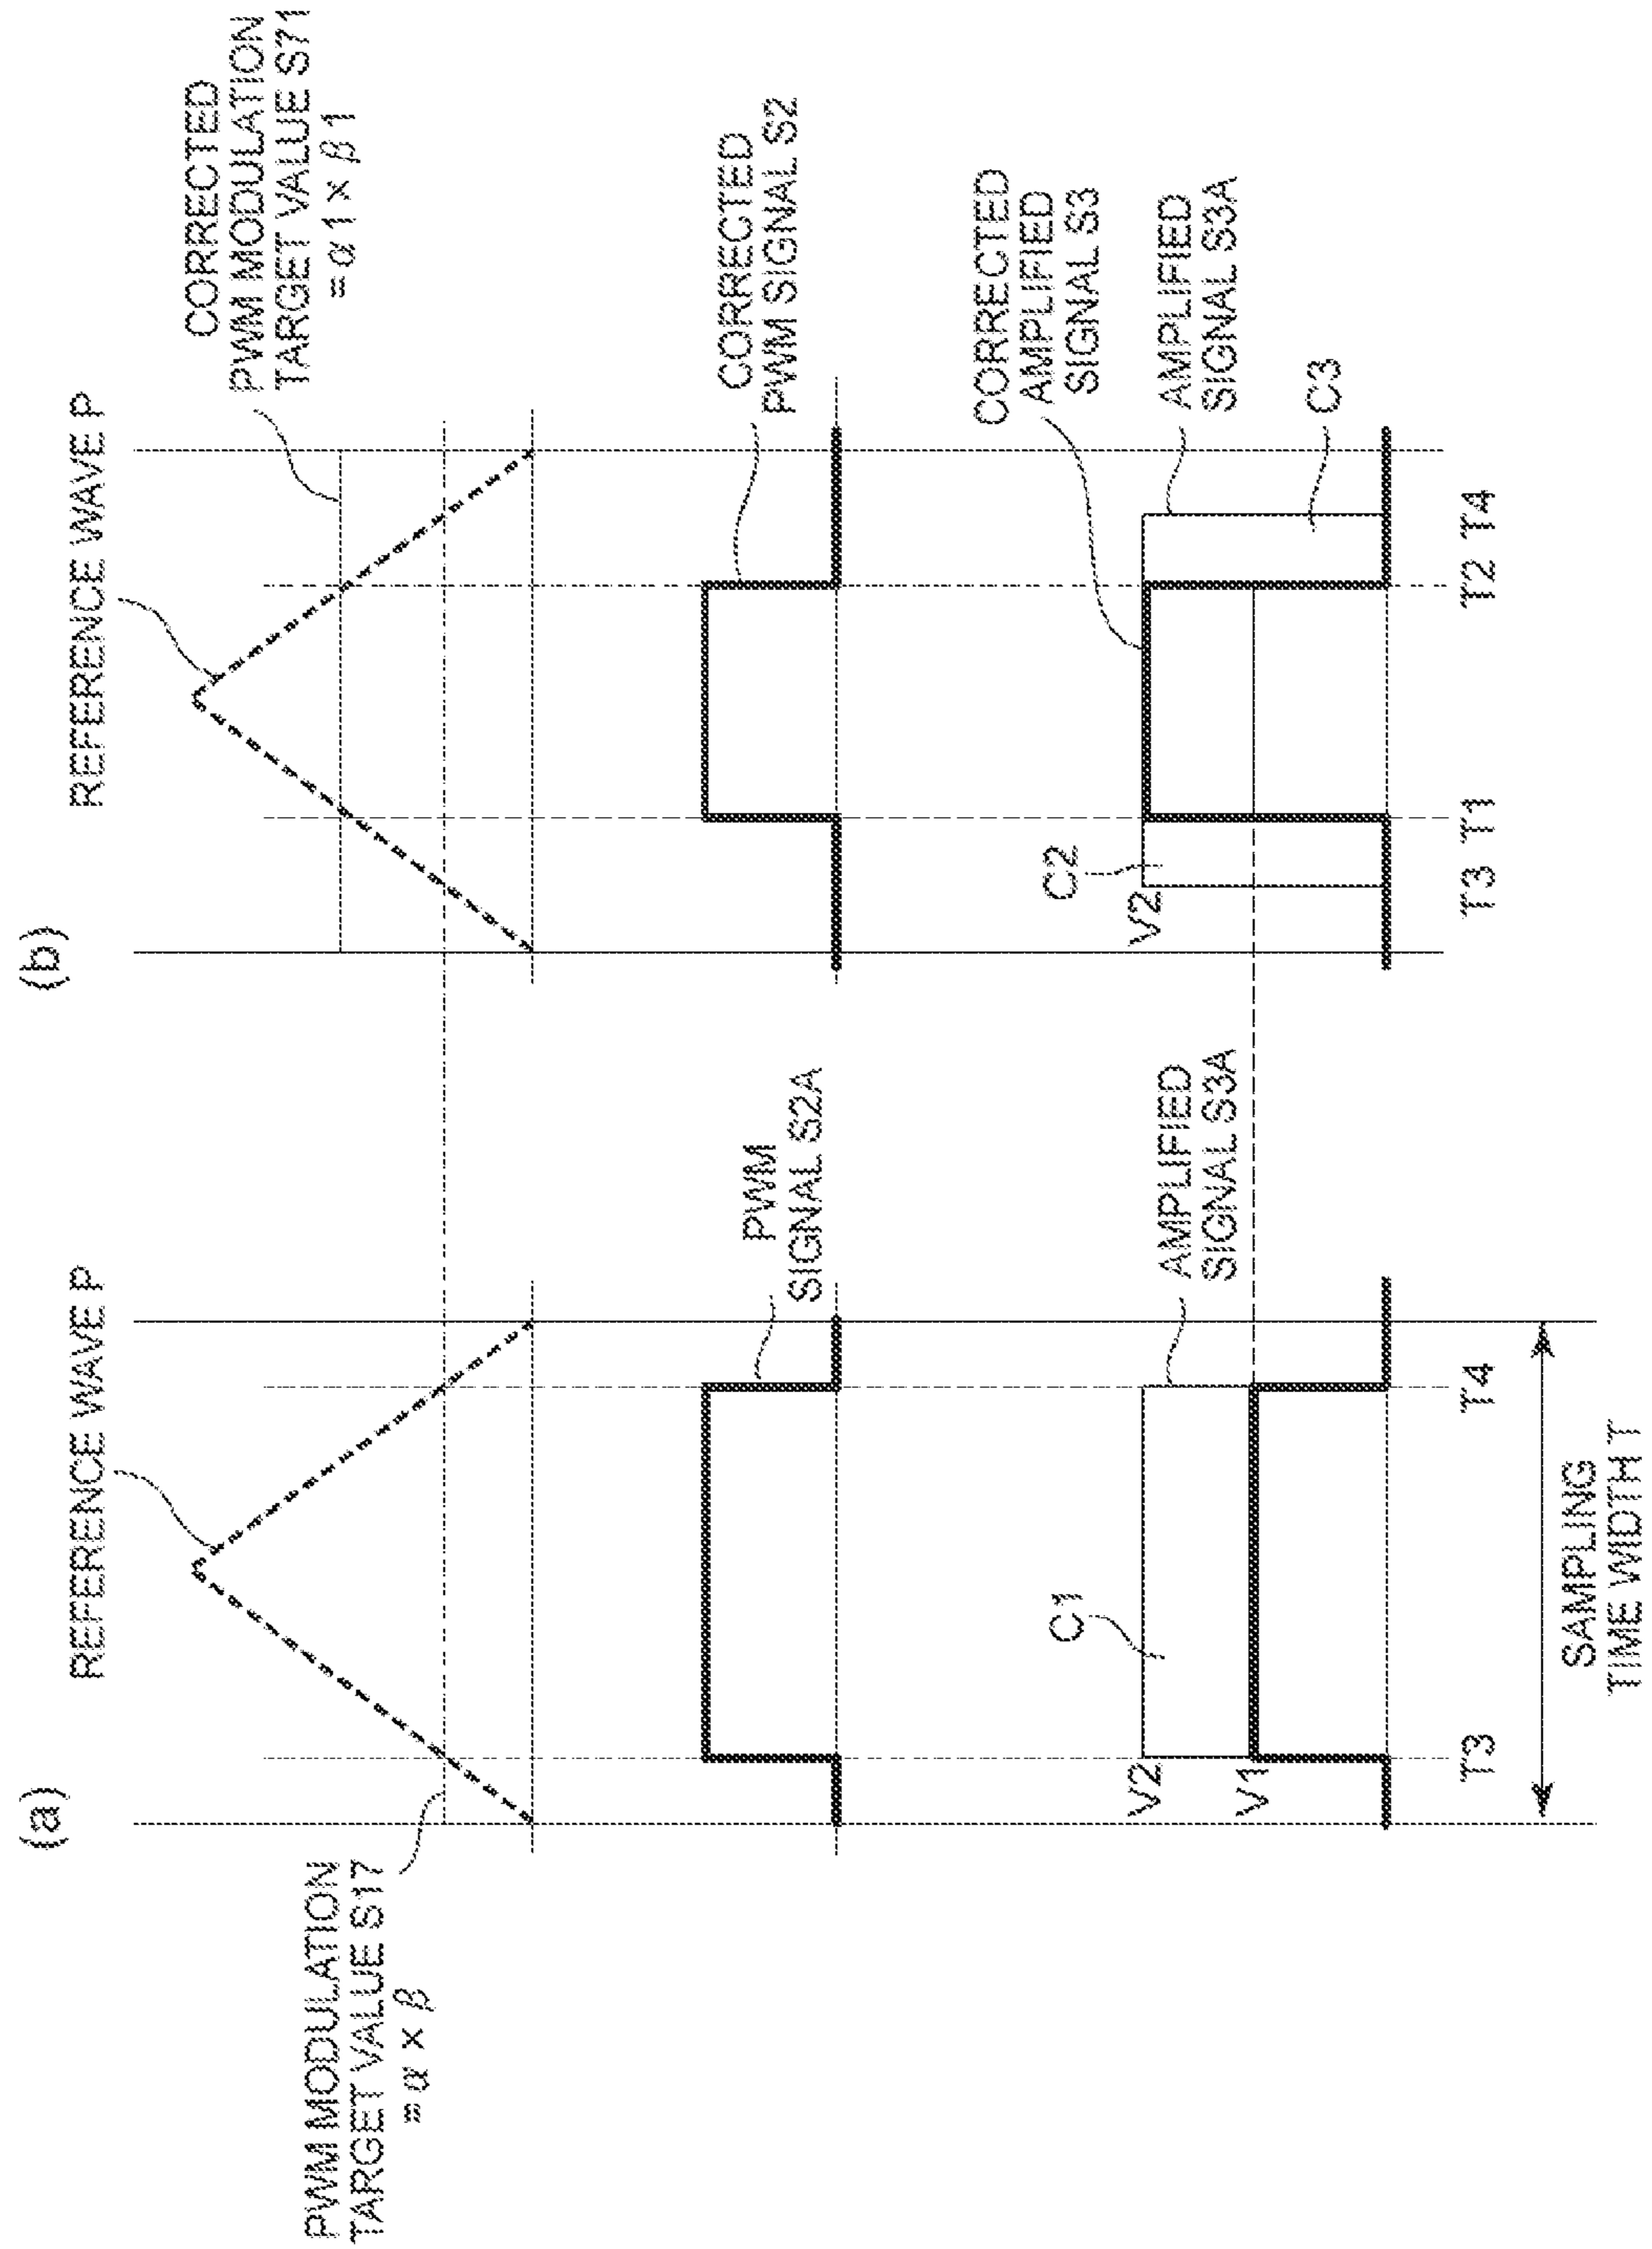 (a)
REFERENCE WAVE P
PWM MODULATION
TARGET VALUE S17
= α × β
PWM
SIGNAL S2A
AMPLIFIED
SIGNAL S3A
C1
V2
V1
T3
T4
SAMPLING
TIME WIDTH T
(b)
REFERENCE WAVE P
CORRECTED
PWM MODULATION
TARGET VALUE S71
= α1 × β1
CORRECTED
PWM SIGNAL S2
CORRECTED
AMPLIFIED
SIGNAL S3
AMPLIFIED
SIGNAL S3A
C2
C3
V2
T3 T1
T2 T4